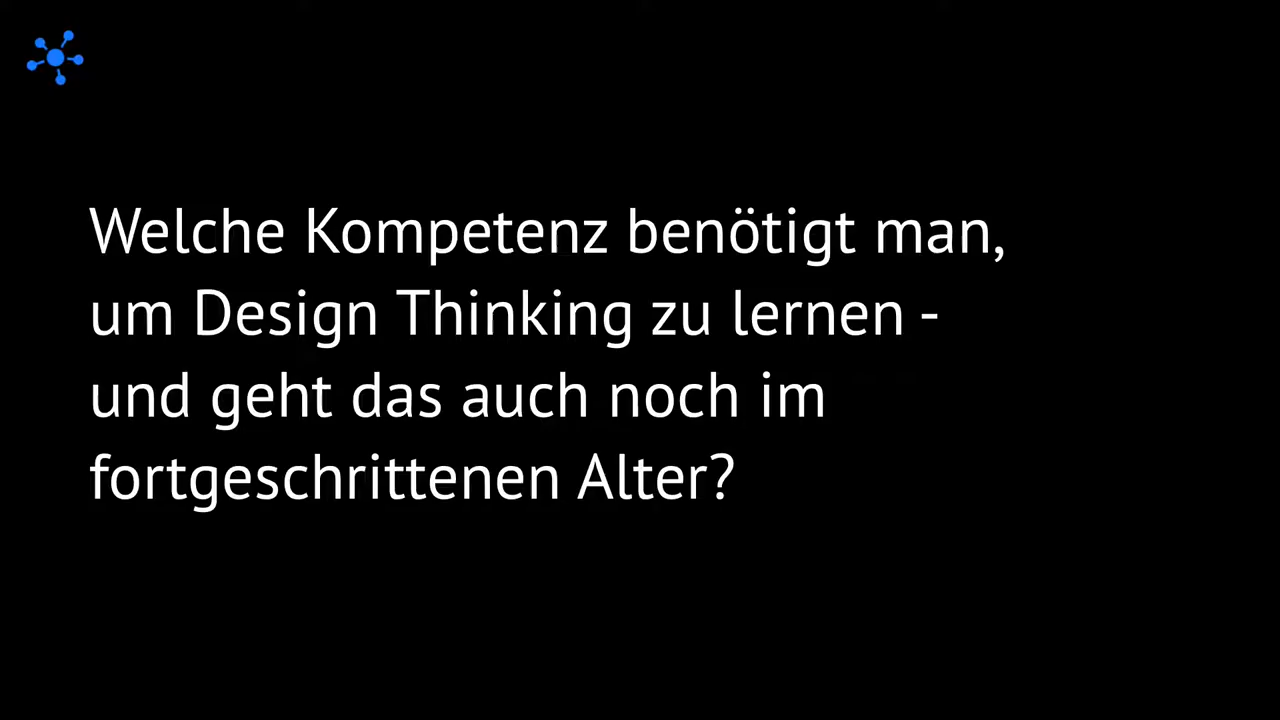 Welche Kompetenz benötigt man,
um Design Thinking zu lernen -
und geht das auch noch im
fortgeschrittenen Alter?